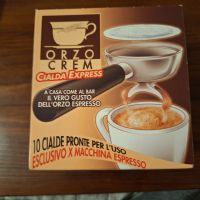 ORZO
CREM
CIALDA EXPRESS
A CASA COME AL BAR
IL VERO GUSTO
DELL'ORZO ESPRESSO
10 CIALDE PRONTE PER L'USO
ESCLUSIVO X MACCHINA ESPRESSO